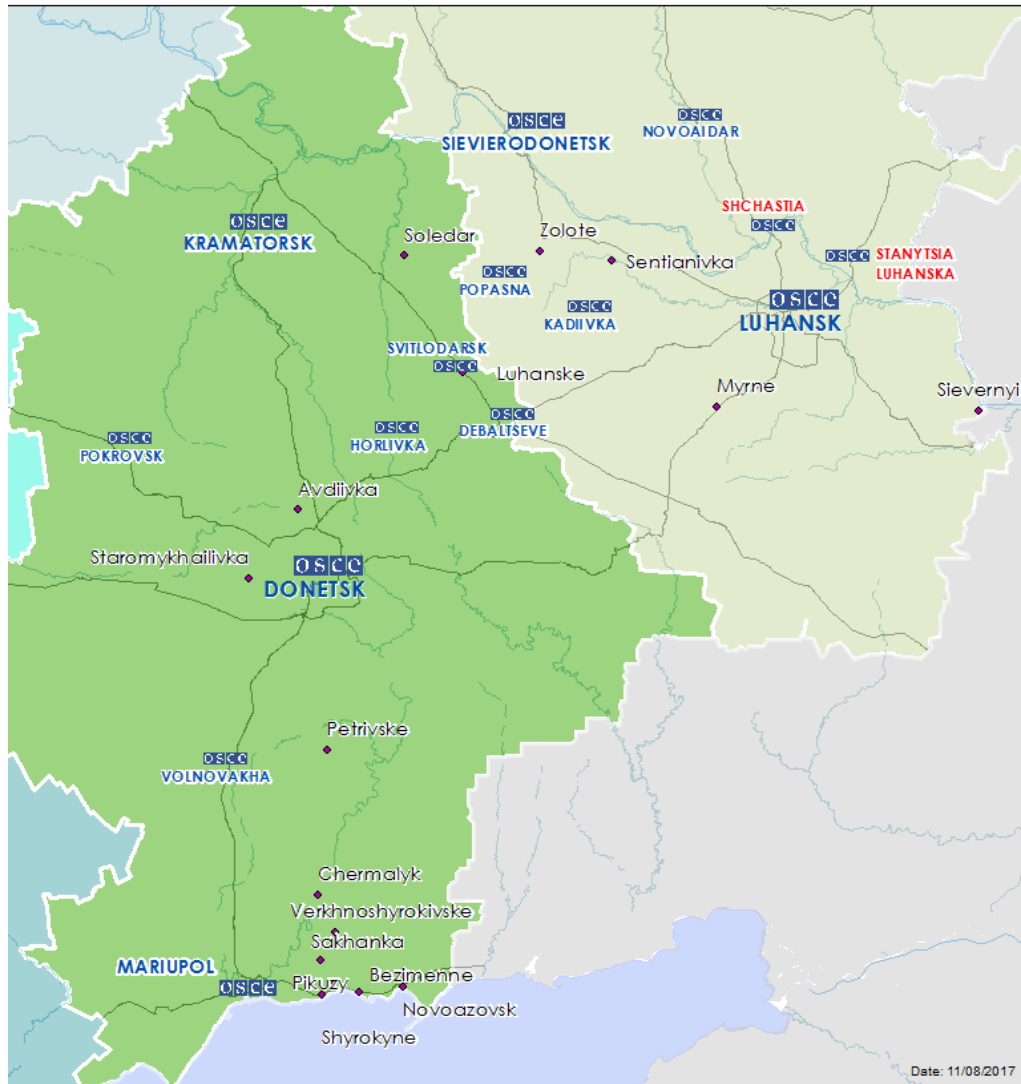 osce
SIEVIERODONETSK
osce
NOVOAIDAR
SHCHASTIA
osce
osce
KRAMATORSK
Soledar
Zolote
Sentianivka
osce
STANYTSIA
LUHANSKA
osce
POPASNA
osce
KADIIVKA
osce
LUHANSK
SVITLODARSK
osce
Luhanske
Myrne
Sievernyi
osce
POKROVSK
osce
HORLIVKA
osce
DEBALTSEVE
Avdiivka
Staromykhailivka
osce
DONETSK
Petrivske
osce
VOLNOVAKHA
Chermalyk
Verkhnoshyrokivske
Sakhanka
MARIUPOL
osce
Pikuzy
Bezimenne
Novoazovsk
Shyrokyne
Date: 11/08/2017